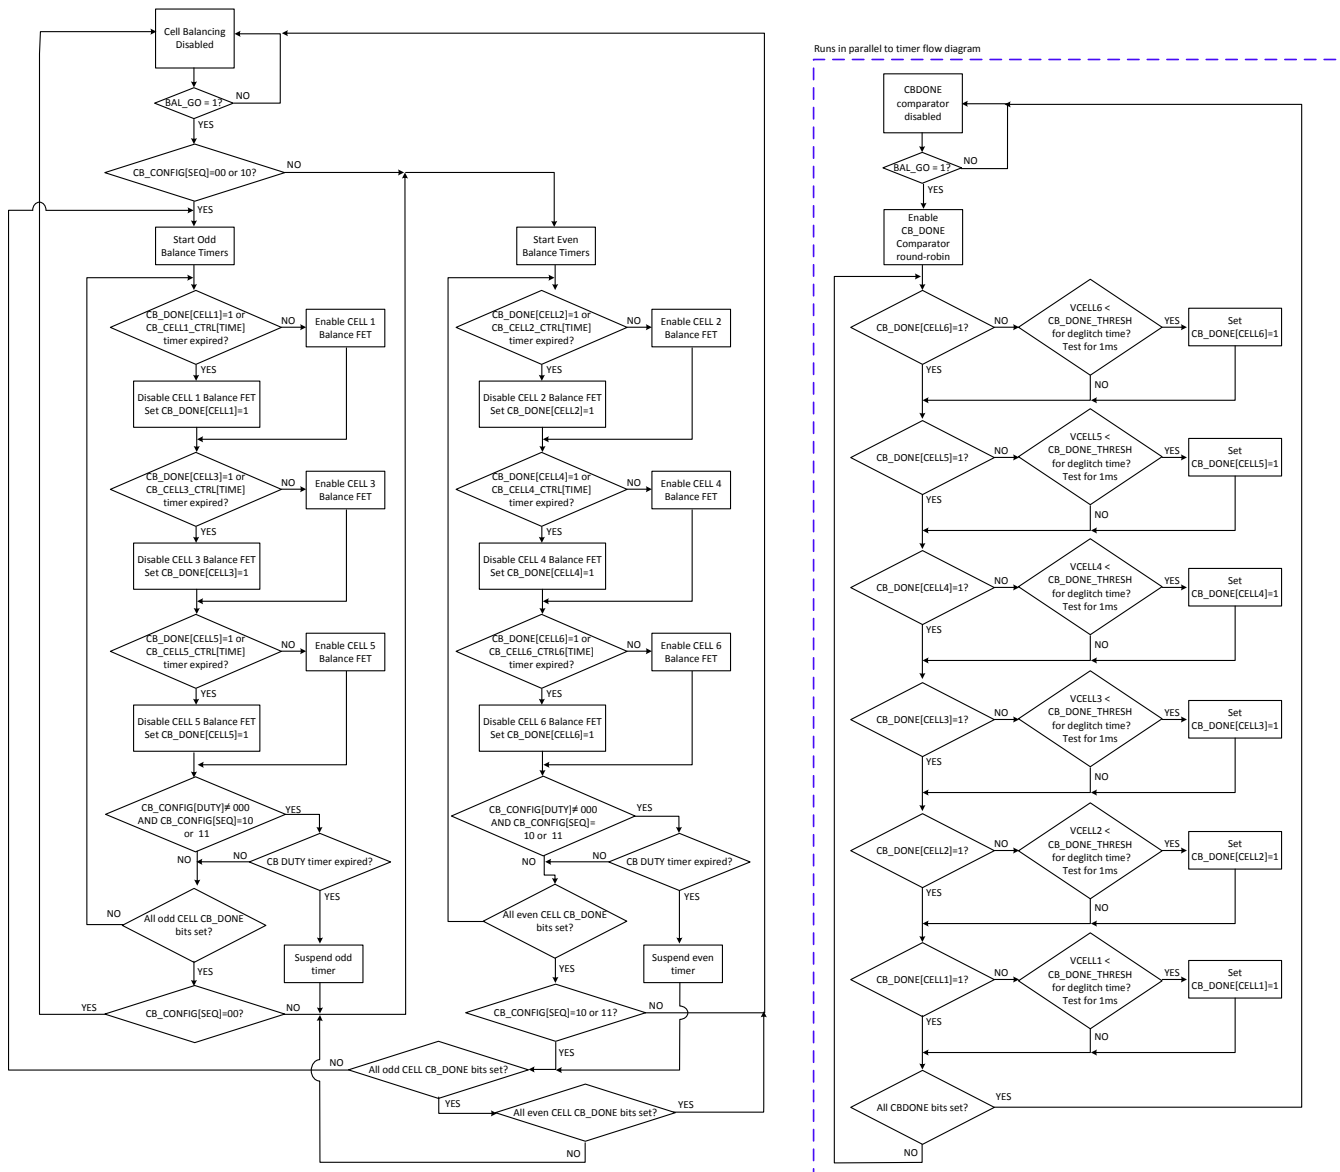 Cell Balancing
Disabled
BAL_GO = 1?
NO
YES
CB_CONFIG[SEQ]=00 or 10?
NO
YES
Start Odd
Balance Timers
CB_DONE[CELL1]=1 or
CB_CELL1_CTRL[TIME]
timer expired?
NO
Enable CELL 1
Balance FET
YES
Disable CELL 1 Balance FET
Set CB_DONE[CELL1]=1
CB_DONE[CELL3]=1 or
CB_CELL3_CTRL[TIME]
timer expired?
NO
Enable CELL 3
Balance FET
YES
Disable CELL 3 Balance FET
Set CB_DONE[CELL3]=1
CB_DONE[CELL5]=1 or
CB_CELL5_CTRL[TIME]
timer expired?
NO
Enable CELL 5
Balance FET
YES
Disable CELL 5 Balance FET
Set CB_DONE[CELL5]=1
CB_CONFIG[DUTY]≠ 000
AND CB_CONFIG[SEQ]=10
or 11
YES
NO
NO
CB DUTY timer expired?
YES
NO
All odd CELL CB_DONE
bits set?
YES
Suspend odd
timer
YES
CB_CONFIG[SEQ]=00?
NO
Start Even
Balance Timers
CB_DONE[CELL2]=1 or
CB_CELL2_CTRL[TIME]
timer expired?
NO
Enable CELL 2
Balance FET
YES
Disable CELL 2 Balance FET
Set CB_DONE[CELL2]=1
CB_DONE[CELL4]=1 or
CB_CELL4_CTRL[TIME]
timer expired?
NO
Enable CELL 4
Balance FET
YES
Disable CELL 4 Balance FET
Set CB_DONE[CELL4]=1
CB_DONE[CELL6]=1 or
CB_CELL6_CTRL6[TIME]
timer expired?
NO
Enable CELL 6
Balance FET
YES
Disable CELL 6 Balance FET
Set CB_DONE[CELL6]=1
CB_CONFIG[DUTY]≠ 000
AND CB_CONFIG[SEQ]=
10 or 11
YES
NO
NO
CB DUTY timer expired?
YES
All even CELL CB_DONE
bits set?
YES
Suspend even
timer
CB_CONFIG[SEQ]=10 or 11?
NO
YES
NO
All odd CELL CB_DONE bits set?
YES
All even CELL CB_DONE bits set?
YES
NO
Runs in parallel to timer flow diagram
CBDONE
comparator
disabled
BAL_GO = 1?
NO
YES
Enable
CB_DONE
Comparator
round-robin
CB_DONE[CELL6]=1?
NO
VCELL6 <
CB_DONE_THRESH
for deglitch time?
Test for 1ms
YES
Set
CB_DONE[CELL6]=1
YES
NO
CB_DONE[CELL5]=1?
NO
VCELL5 <
CB_DONE_THRESH
for deglitch time?
Test for 1ms
YES
Set
CB_DONE[CELL5]=1
YES
NO
CB_DONE[CELL4]=1?
NO
VCELL4 <
CB_DONE_THRESH
for deglitch time?
Test for 1ms
YES
Set
CB_DONE[CELL4]=1
YES
NO
CB_DONE[CELL3]=1?
NO
VCELL3 <
CB_DONE_THRESH
for deglitch time?
Test for 1ms
YES
Set
CB_DONE[CELL3]=1
YES
NO
CB_DONE[CELL2]=1?
NO
VCELL2 <
CB_DONE_THRESH
for deglitch time?
Test for 1ms
YES
Set
CB_DONE[CELL2]=1
YES
NO
CB_DONE[CELL1]=1?
NO
VCELL1 <
CB_DONE_THRESH
for deglitch time?
Test for 1ms
YES
Set
CB_DONE[CELL1]=1
YES
NO
All CBDONE bits set?
YES
NO